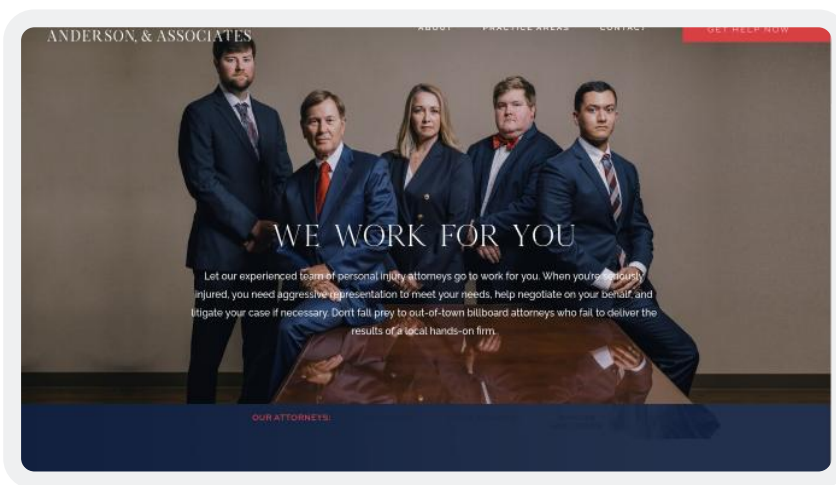 ANDERSON, & ASSOCIATES
ABOUT PRACTICE AREAS CONTACT GET HELP NOW
WE WORK FOR YOU
Let our experienced team of personal injury attorneys go to work for you. When you're seriously
injured, you need aggressive representation to meet your needs, help negotiate on your behalf, and
litigate your case if necessary. Don't fall prey to out-of-town billboard attorneys who fail to deliver the
results of a local hands-on firm.
OUR ATTORNEYS: